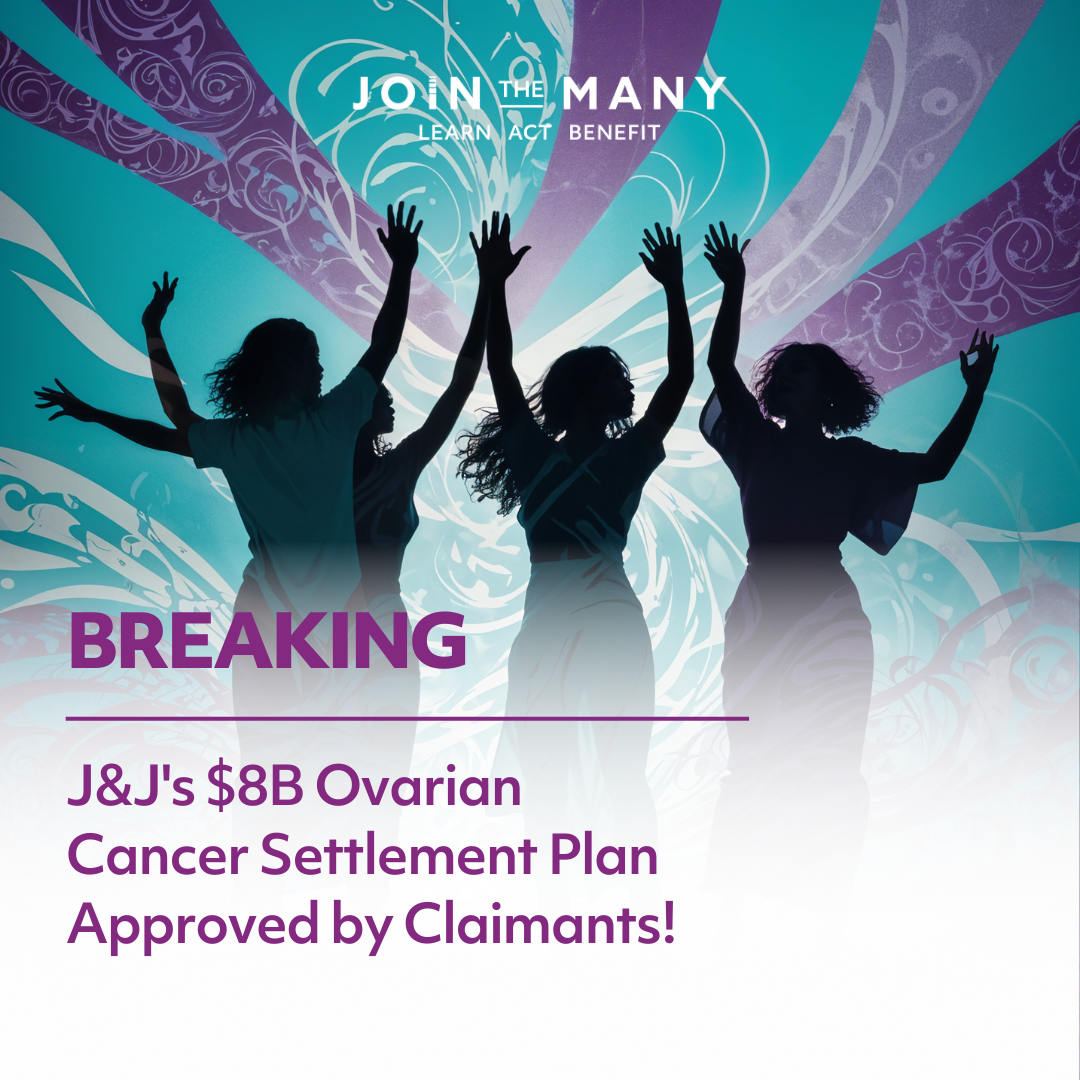 JOIN THE MANY
LEARN ACT BENEFIT
BREAKING
J&J's $8B Ovarian
Cancer Settlement Plan
Approved by Claimants!